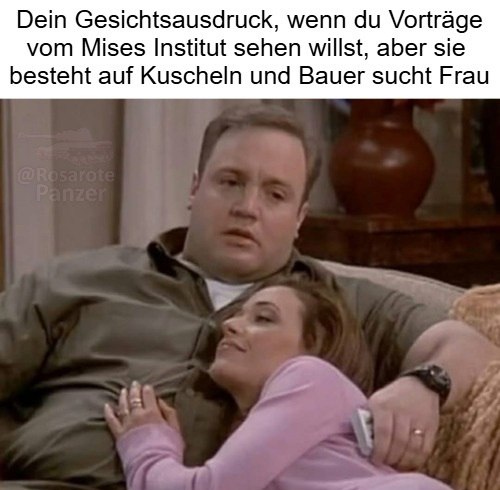 Dein Gesichtsausdruck, wenn du Vorträge
vom Mises Institut sehen willst, aber sie
besteht auf Kuscheln und Bauer sucht Frau
@Rosarote
Panzer